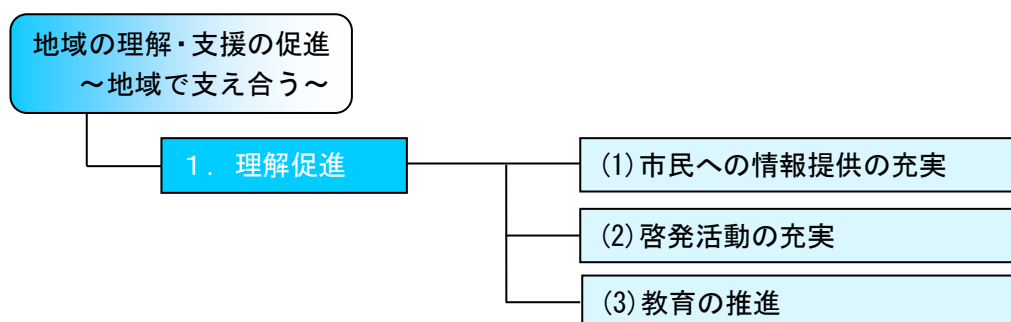 地域の理解・支援の促進
～地域で支え合う～
１．理解促進
(1)市民への情報提供の充実
(2)啓発活動の充実
(3)教育の推進